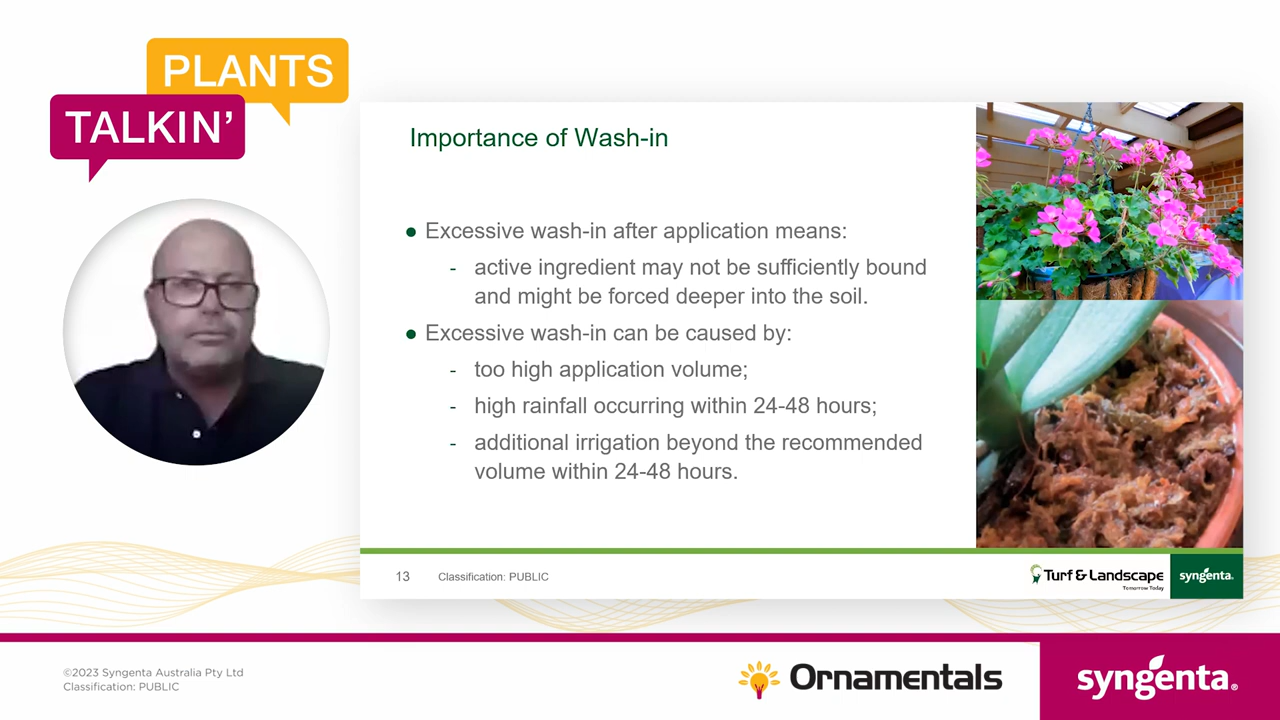 PLANTS
TALKIN’
Importance of Wash-in
● Excessive wash-in after application means:
- active ingredient may not be sufficiently bound
and might be forced deeper into the soil.
● Excessive wash-in can be caused by:
- too high application volume;
- high rainfall occurring within 24-48 hours;
- additional irrigation beyond the recommended
volume within 24-48 hours.
13 Classification: PUBLIC
Turf & Landscape
Tomorrow Today
syngenta.
©2023 Syngenta Australia Pty Ltd
Classification: PUBLIC
Ornamentals
syngenta®